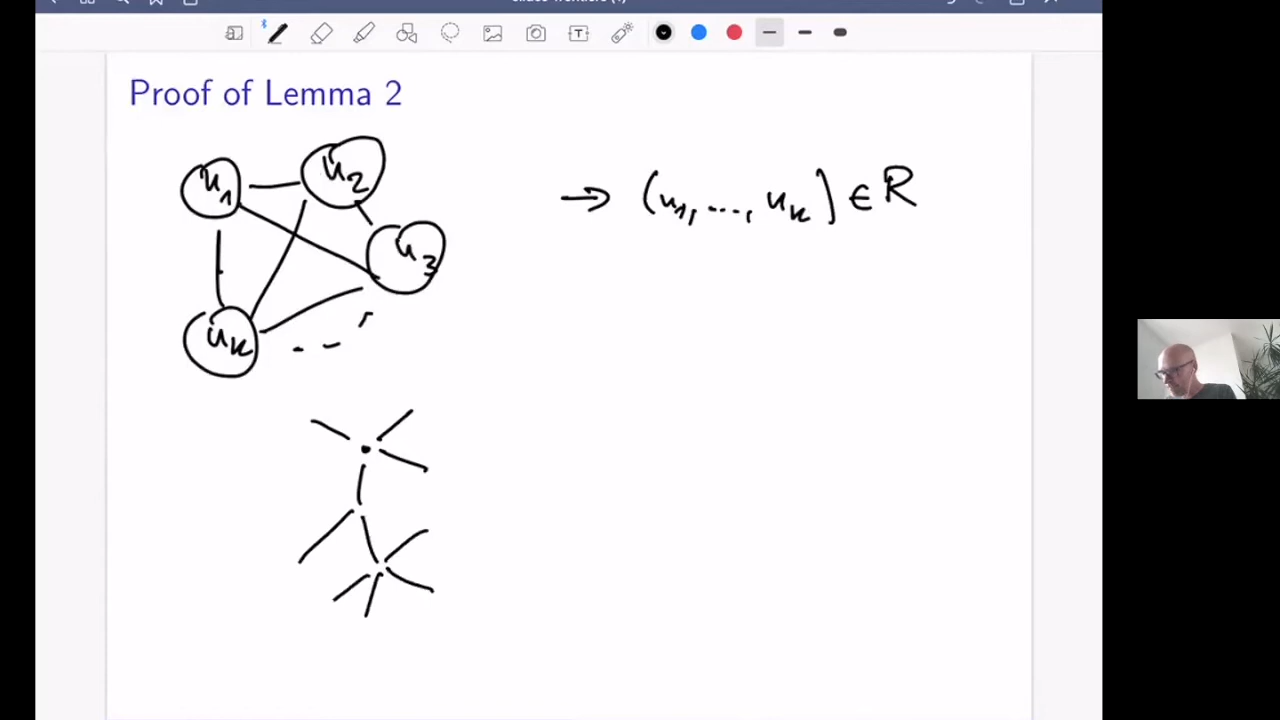 Proof of Lemma 2
u1 u2
→ (u1, ..., uk) ∈ R
u3
uk
T